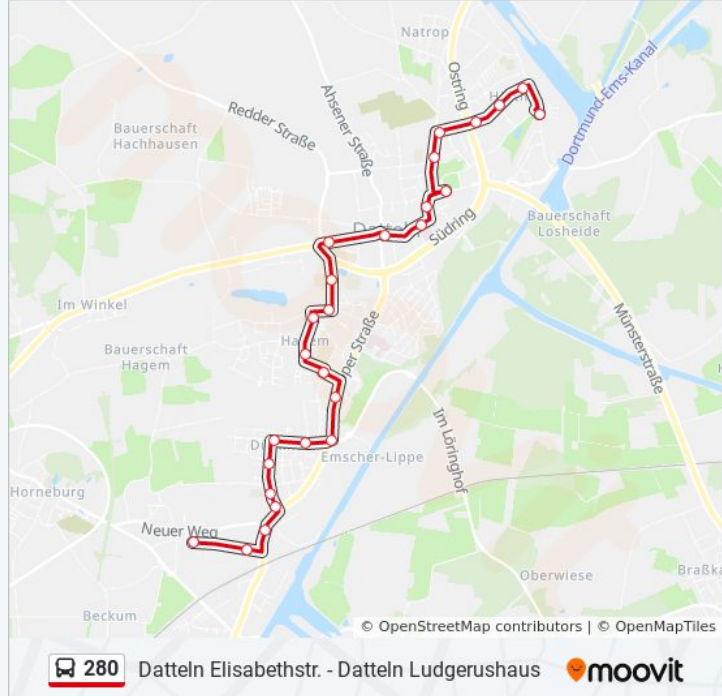 Natrop
Ostring
Ahsener Straße
Redder Straße
Dortmund-Ems-Kanal
Bauerschaft
Hachhausen
Südring
Bauerschaft
Losheide
Im Winkel
Bauerschaft
Hagem
Münsterstraße
Im Löringhof
Emscher-Lippe
Horneburg
Neuer Weg
Oberwiese
Beckum
© OpenStreetMap contributors | © OpenMapTiles
280 Datteln Elisabethstr. - Datteln Ludgerushaus moovit